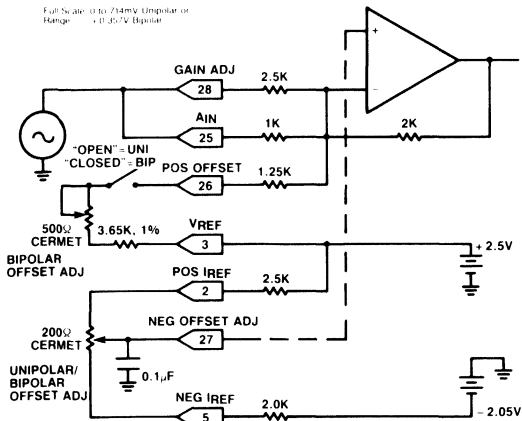 Full Scale 0 to 714mV Unipolar or
Range ± 0.357V Bipolar
GAIN ADJ
28
2.5K
+
−
AIN
25
1K
2K
"OPEN" = UNI
"CLOSED" = BIP
POS OFFSET
26
1.25K
500Ω
CERMET
3.65K, 1%
BIPOLAR
OFFSET ADJ
VREF
3
+ 2.5V
POS IREF
2
2.5K
NEG OFFSET ADJ
27
200Ω
CERMET
0.1µF
UNIPOLAR/
BIPOLAR
OFFSET ADJ
NEG IREF
5
2.0K
− 2.05V